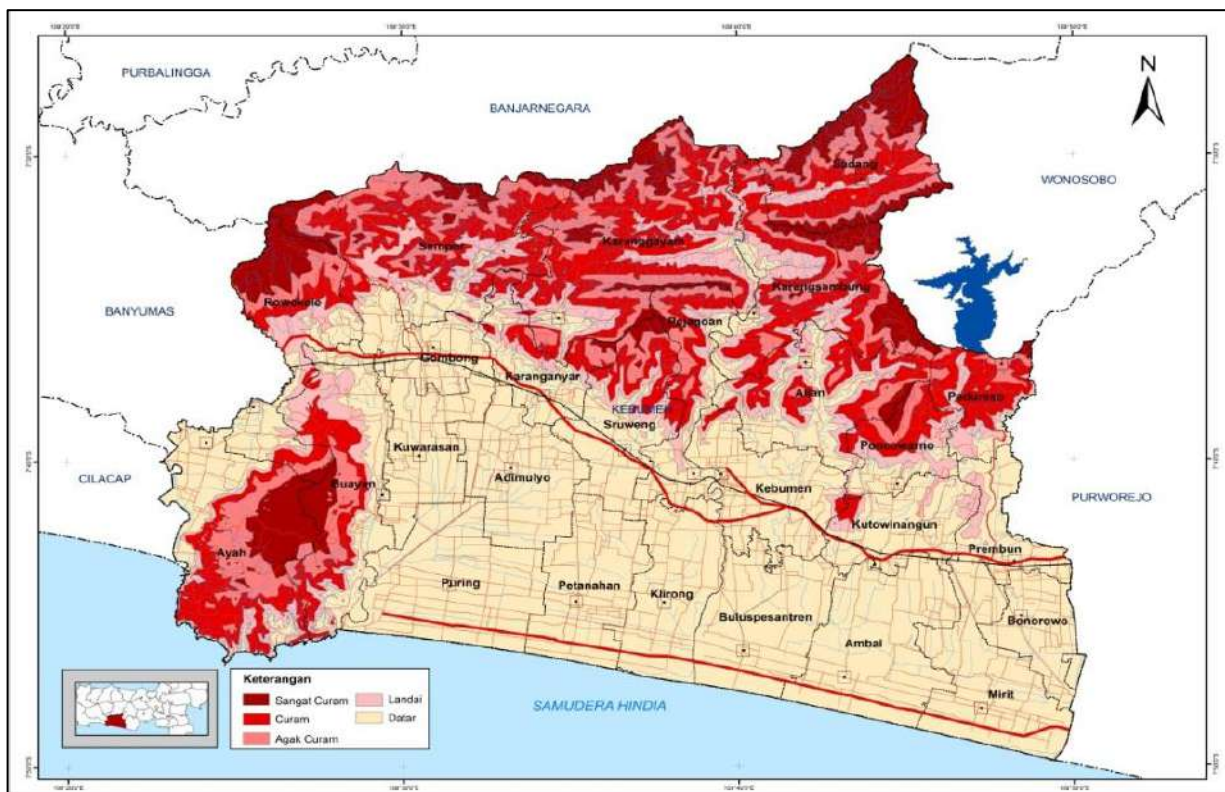 PURBALINGGA
BANJARNEGARA
N
WONOSOBO
Sadang
Sempor
Karanggayam
Karangsambung
Rowokele
BANYUMAS
Pejagoan
Gombong
Karanganyar
Alian
Padureso
KEBUMEN
Sruweng
Poncowarno
Kuwarasan
CILACAP
Adimulyo
Buayan
Kebumen
PURWOREJO
Kutowinangun
Prembun
Ayah
Puring
Petanahan
Klirong
Buluspesantren
Bonorowo
Ambal
Mirit
SAMUDERA HINDIA
Keterangan
Sangat Curam
Landai
Curam
Datar
Agak Curam